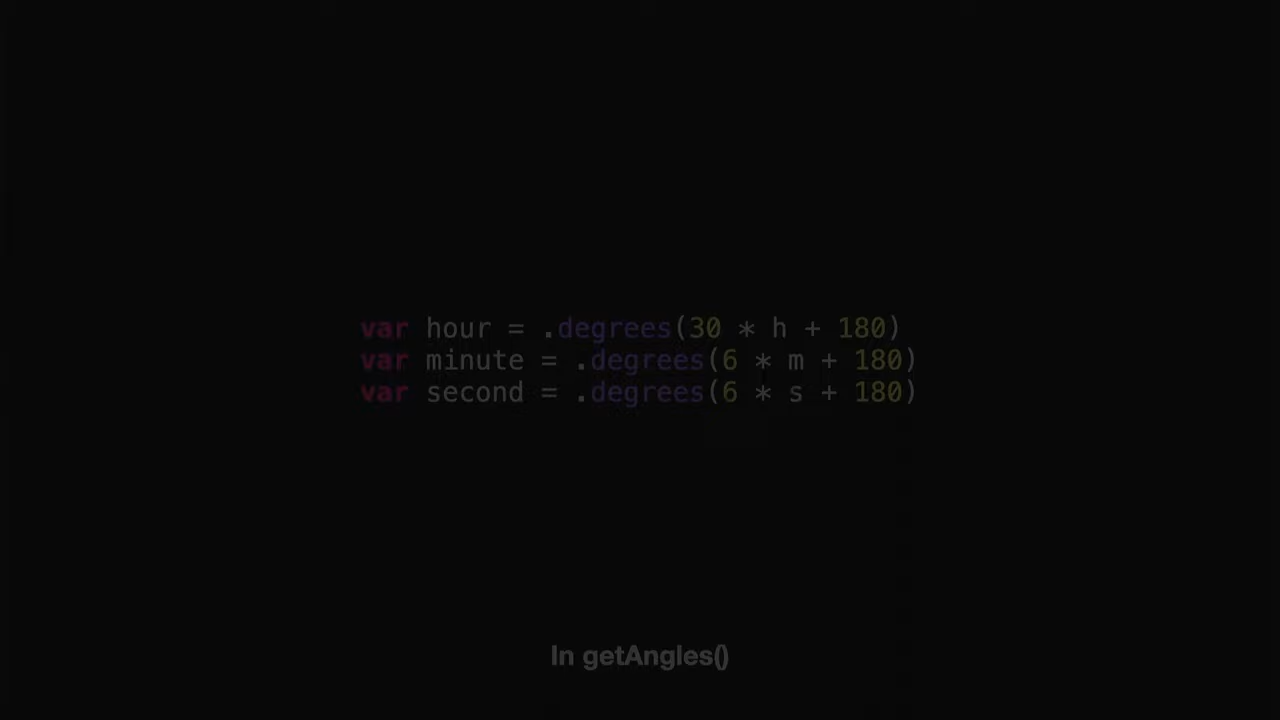 var hour = .degrees(30 * h + 180)
var minute = .degrees(6 * m + 180)
var second = .degrees(6 * s + 180)
In getAngles()